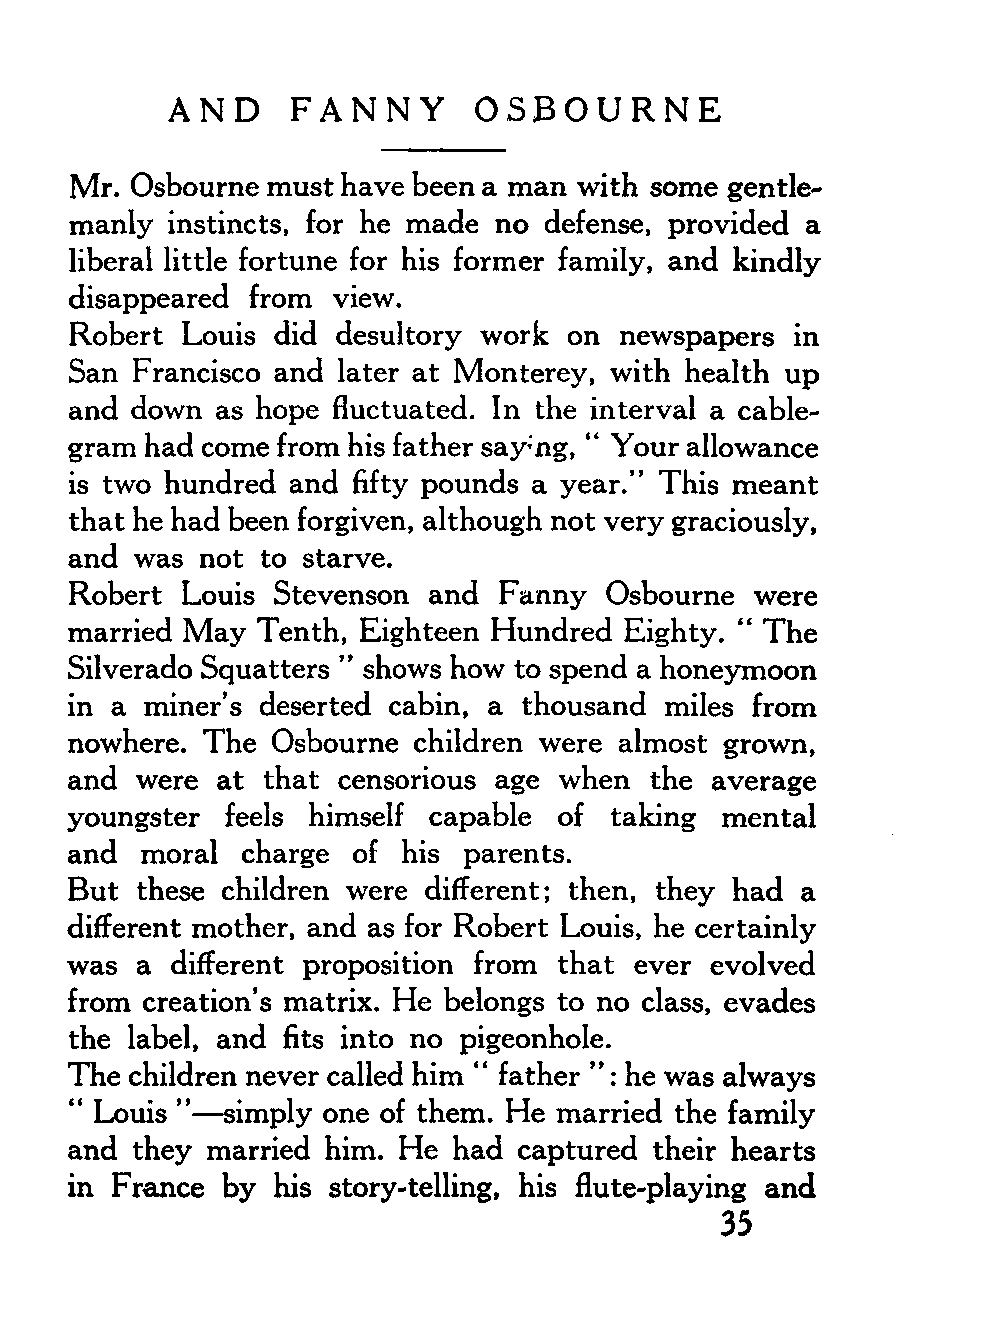 AND FANNY OSBOURNE
Mr. Osbourne must have been a man with some gentle-
manly instincts, for he made no defense, provided a
liberal little fortune for his former family, and kindly
disappeared from view.
Robert Louis did desultory work on newspapers in
San Francisco and later at Monterey, with health up
and down as hope fluctuated. In the interval a cable-
gram had come from his father saying, “ Your allowance
is two hundred and fifty pounds a year.” This meant
that he had been forgiven, although not very graciously,
and was not to starve.
Robert Louis Stevenson and Fanny Osbourne were
married May Tenth, Eighteen Hundred Eighty. “ The
Silverado Squatters ” shows how to spend a honeymoon
in a miner's deserted cabin, a thousand miles from
nowhere. The Osbourne children were almost grown,
and were at that censorious age when the average
youngster feels himself capable of taking mental
and moral charge of his parents.
But these children were different; then, they had a
different mother, and as for Robert Louis, he certainly
was a different proposition from that ever evolved
from creation's matrix. He belongs to no class, evades
the label, and fits into no pigeonhole.
The children never called him “ father ” : he was always
“ Louis ”—simply one of them. He married the family
and they married him. He had captured their hearts
in France by his story-telling, his flute-playing and
35